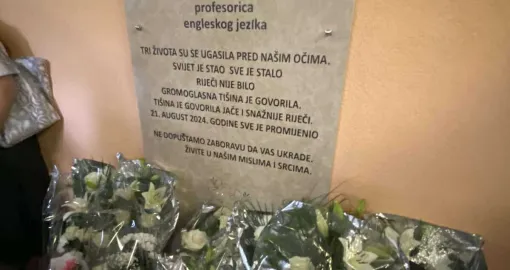 profesorica
engleskog jezika
TRI ŽIVOTA SU SE UGASILA PRED NAŠIM OČIMA.
SVIJET JE STAO SVE JE STALO
RIJEČI NIJE BILO
GROMOGLASNA TIŠINA JE GOVORILA.
TIŠINA JE GOVORILA JAČE I SNAŽNIJE RIJEČI.
21. AUGUST 2024. GODINE SVE JE PROMIJENIO
NE DOPUŠTAMO ZABORAVU DA VAS UKRADE,
ŽIVITE U NAŠIM MISLIMA I SRCIMA.